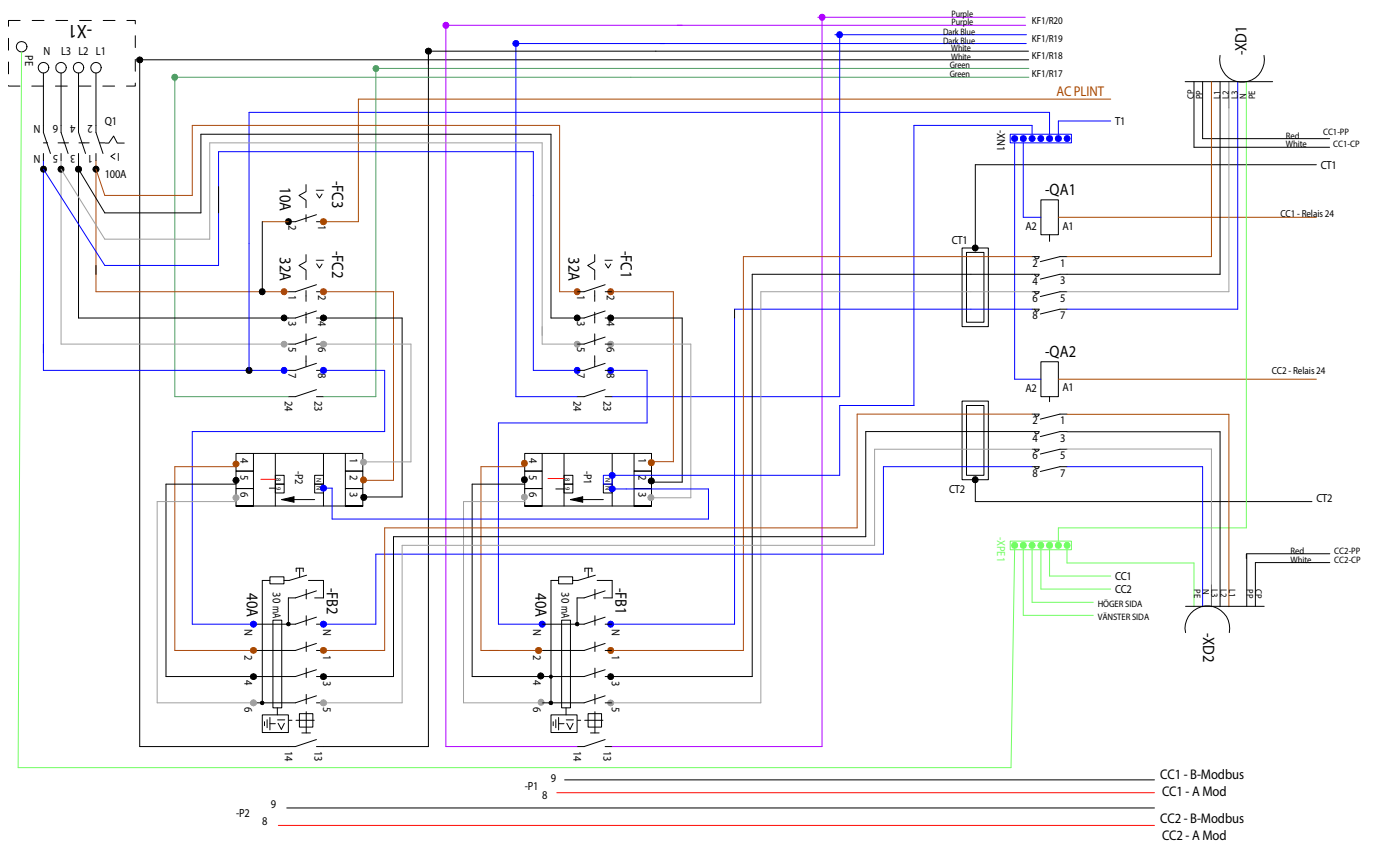 -X1
PE
N L3 L2 L1
Q1
N 6 4 2
N 5 3 1
I>
100A
Purple
Purple
KF1/R20
Dark Blue
Dark Blue
KF1/R19
White
White
KF1/R18
Green
Green
KF1/R17
AC PLINT
T1
-XN1
-XD1
CP
PP
L1
L2
L3
N
PE
Red
CC1-PP
White
CC1-CP
CT1
-QA1
A2 A1
CC1 - Relais 24
CT1
2 1
4 3
6 5
8 7
-FC3
I>
10A
2 1
-FC2
I>
32A
1 2
3 4
5 6
7 8
24 23
-FC1
I>
32A
1 2
3 4
5 6
7 8
24 23
-QA2
A2 A1
CC2 - Relais 24
2 1
4 3
6 5
8 7
CT2
CT2
4
5
6
8 9
-P2
N N
1
2
3
4
5
6
8 9
-P1
N N
1
2
3
-XPE1
CC1
CC2
HÖGER SIDA
VÄNSTER SIDA
Red
CC2-PP
White
CC2-CP
PE
N
L3
L2
L1
PP
CP
-XD2
-FB2
30 mA
40A
N N
2 1
4 3
6 5
I>
14 13
-FB1
30 mA
40A
N N
2 1
4 3
6 5
I>
14 13
-P1
9
CC1 - B-Modbus
8
CC1 - A Mod
-P2
9
CC2 - B-Modbus
8
CC2 - A Mod